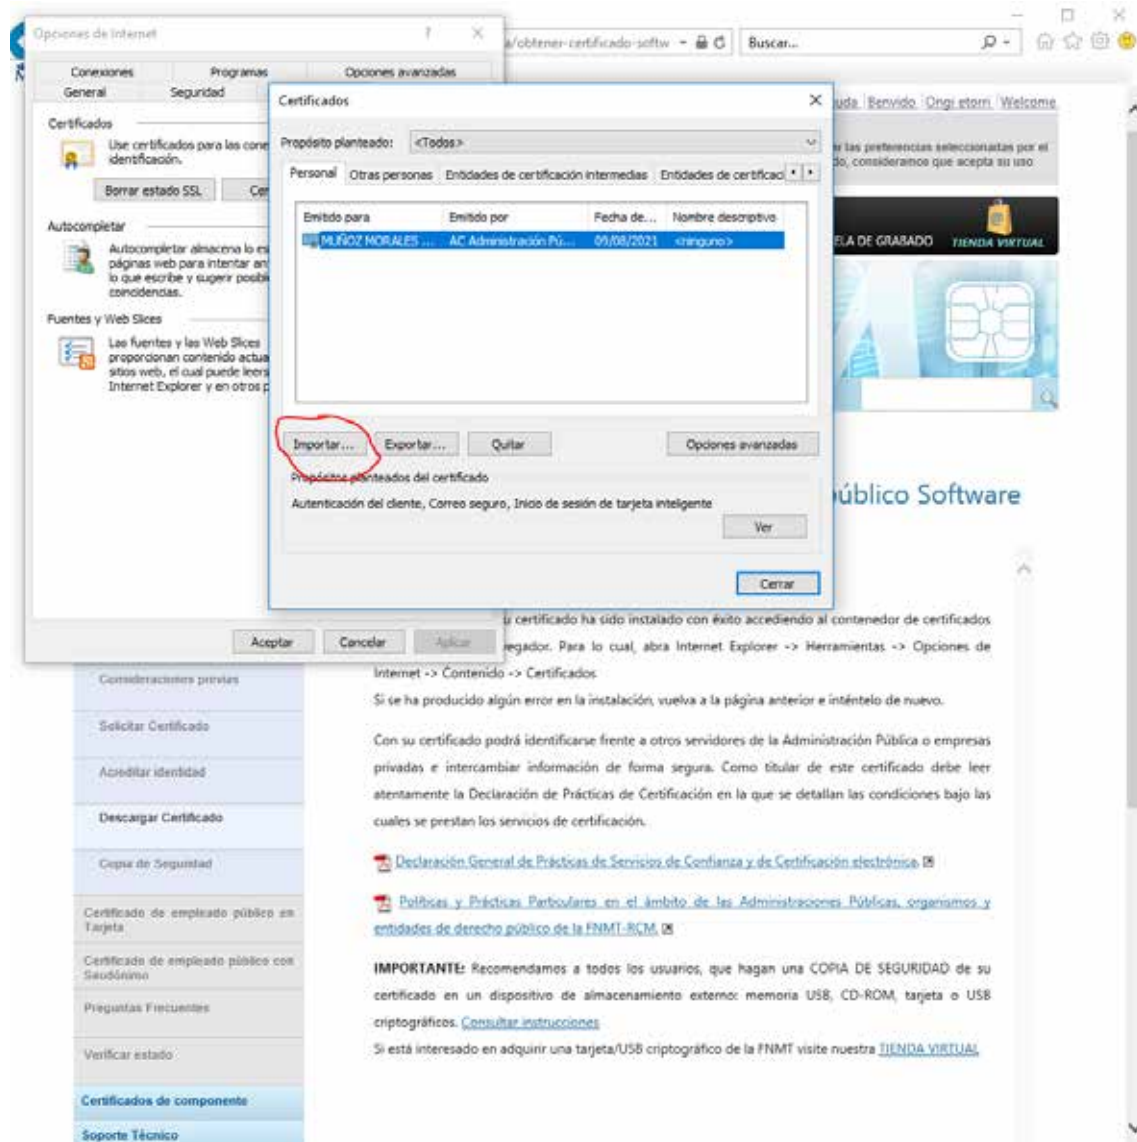 Opciones de Internet
?
a/obtener-certificado-softw
Buscar...
Conexiones Programas Opciones avanzadas
General Seguridad
Certificados
Use certificados para las cone
identificación.
Borrar estado SSL Cer
Autocompletar
Autocompletar almacena lo es
páginas web para intentar an
lo que escribe y sugerir posibl
coincidencias.
Fuentes y Web Slices
Las fuentes y las Web Slices
proporcionan contenido actua
sitios web, el cual puede leers
Internet Explorer y en otros p
Aceptar Cancelar Aplicar
Certificados
Propósito planteado: <Todos>
Personal Otras personas Entidades de certificación intermedias Entidades de certificaci
Emitido para Emitido por Fecha de... Nombre descriptivo
MUÑOZ MORALES ... AC Administración Pú... 09/08/2021 <ninguno>
Importar... Exportar... Quitar Opciones avanzadas
Propósitos planteados del certificado
Autenticación del cliente, Correo seguro, Inicio de sesión de tarjeta inteligente
Ver
Cerrar
uda Benvido Ongi etorri Welcome
r las preferencias seleccionadas por el
do, consideramos que acepta su uso
ELA DE GRABADO TIENDA VIRTUAL
público Software
u certificado ha sido instalado con éxito accediendo al contenedor de certificados
vegador. Para lo cual, abra Internet Explorer -> Herramientas -> Opciones de
Internet -> Contenido -> Certificados
Si se ha producido algún error en la instalación, vuelva a la página anterior e inténtelo de nuevo.
Con su certificado podrá identificarse frente a otros servidores de la Administración Pública o empresas
privadas e intercambiar información de forma segura. Como titular de este certificado debe leer
atentamente la Declaración de Prácticas de Certificación en la que se detallan las condiciones bajo las
cuales se prestan los servicios de certificación.
Declaración General de Prácticas de Servicios de Confianza y de Certificación electrónica.
Políticas y Prácticas Particulares en el ámbito de las Administraciones Públicas, organismos y
entidades de derecho público de la FNMT-RCM.
IMPORTANTE: Recomendamos a todos los usuarios, que hagan una COPIA DE SEGURIDAD de su
certificado en un dispositivo de almacenamiento externo: memoria USB, CD-ROM, tarjeta o USB
criptográficos. Consultar instrucciones
Si está interesado en adquirir una tarjeta/USB criptográfico de la FNMT visite nuestra TIENDA VIRTUAL
Consideraciones previas
Solicitar Certificado
Acreditar identidad
Descargar Certificado
Copia de Seguridad
Certificado de empleado público en
Tarjeta
Certificado de empleado público con
Seudónimo
Preguntas Frecuentes
Verificar estado
Certificados de componente
Soporte Técnico